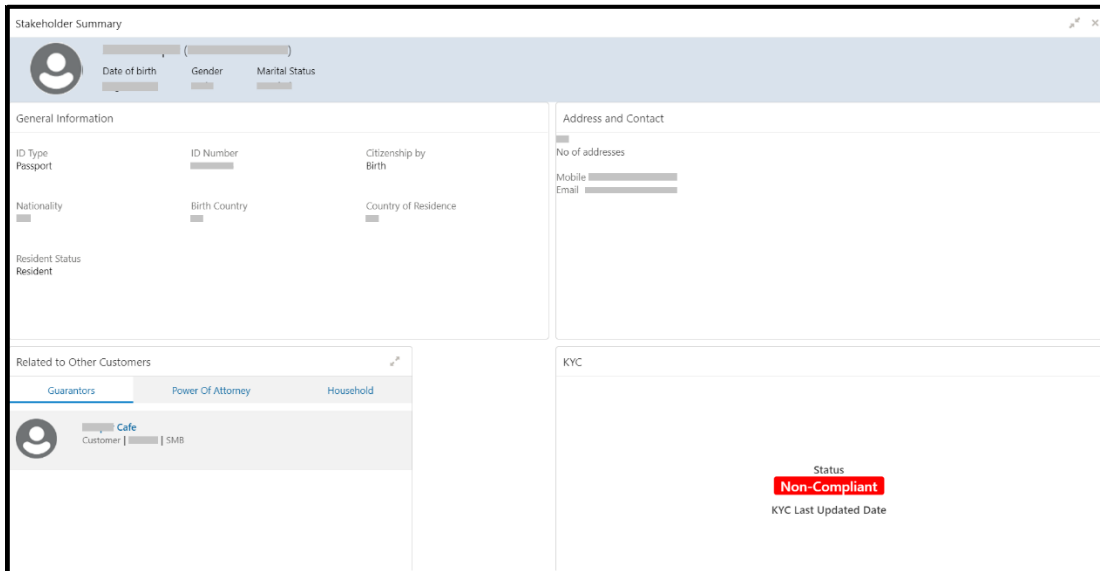 Stakeholder Summary
( )
Date of birth Gender Marital Status
General Information
ID Type ID Number Citizenship by
Passport Birth
Nationality Birth Country Country of Residence
Resident Status
Resident
Address and Contact
No of addresses
Mobile
Email
Related to Other Customers
Guarantors Power Of Attorney Household
Cafe
Customer | | SMB
KYC
Status
Non-Compliant
KYC Last Updated Date